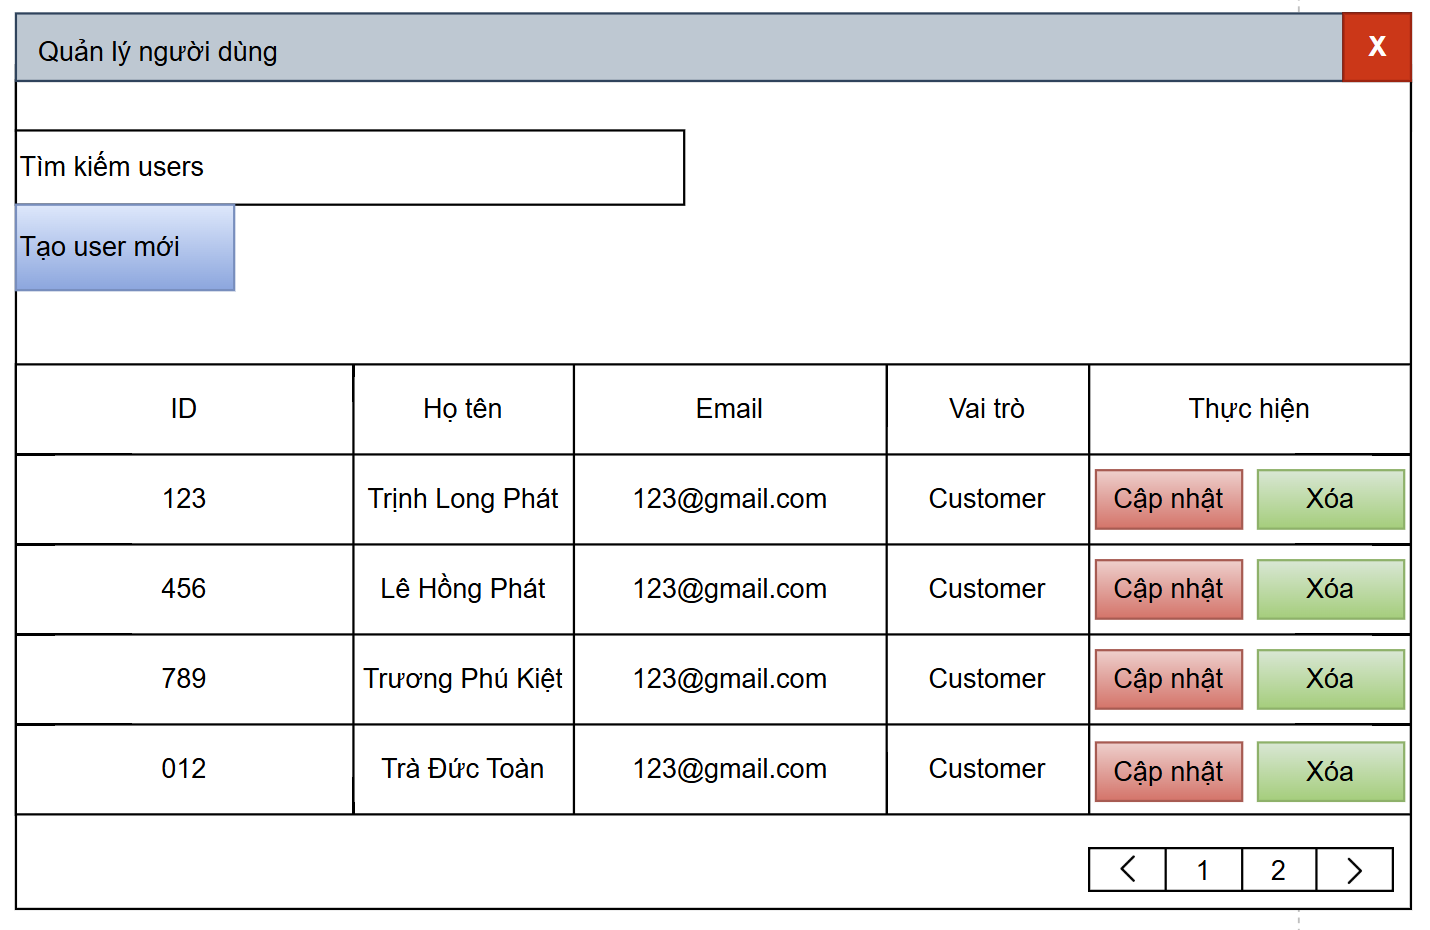 Quản lý người dùng
X
Tìm kiếm users
Tạo user mới
ID Họ tên Email Vai trò Thực hiện
123 Trịnh Long Phát 123@gmail.com Customer Cập nhật Xóa
456 Lê Hồng Phát 123@gmail.com Customer Cập nhật Xóa
789 Trương Phú Kiệt 123@gmail.com Customer Cập nhật Xóa
012 Trà Đức Toàn 123@gmail.com Customer Cập nhật Xóa
1 2